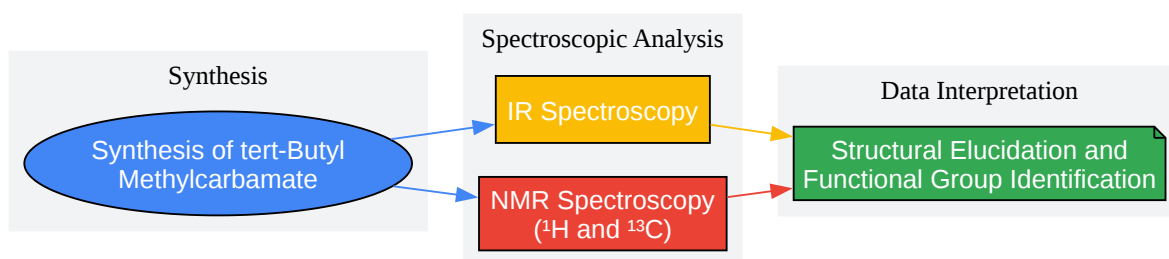 Synthesis
Synthesis of tert-Butyl
Methylcarbamate
Spectroscopic Analysis
IR Spectroscopy
NMR Spectroscopy
(¹H and ¹³C)
Data Interpretation
Structural Elucidation and
Functional Group Identification